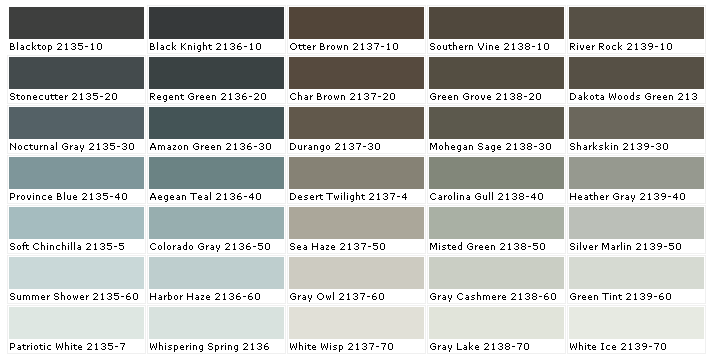 Blacktop 2135-10
Black Knight 2136-10
Otter Brown 2137-10
Southern Vine 2138-10
River Rock 2139-10
Stonecutter 2135-20
Regent Green 2136-20
Char Brown 2137-20
Green Grove 2138-20
Dakota Woods Green 213
Nocturnal Gray 2135-30
Amazon Green 2136-30
Durango 2137-30
Mohegan Sage 2138-30
Sharkskin 2139-30
Province Blue 2135-40
Aegean Teal 2136-40
Desert Twilight 2137-4
Carolina Gull 2138-40
Heather Gray 2139-40
Soft Chinchilla 2135-5
Colorado Gray 2136-50
Sea Haze 2137-50
Misted Green 2138-50
Silver Marlin 2139-50
Summer Shower 2135-60
Harbor Haze 2136-60
Gray Owl 2137-60
Gray Cashmere 2138-60
Green Tint 2139-60
Patriotic White 2135-7
Whispering Spring 2136
White Wisp 2137-70
Gray Lake 2138-70
White Ice 2139-70